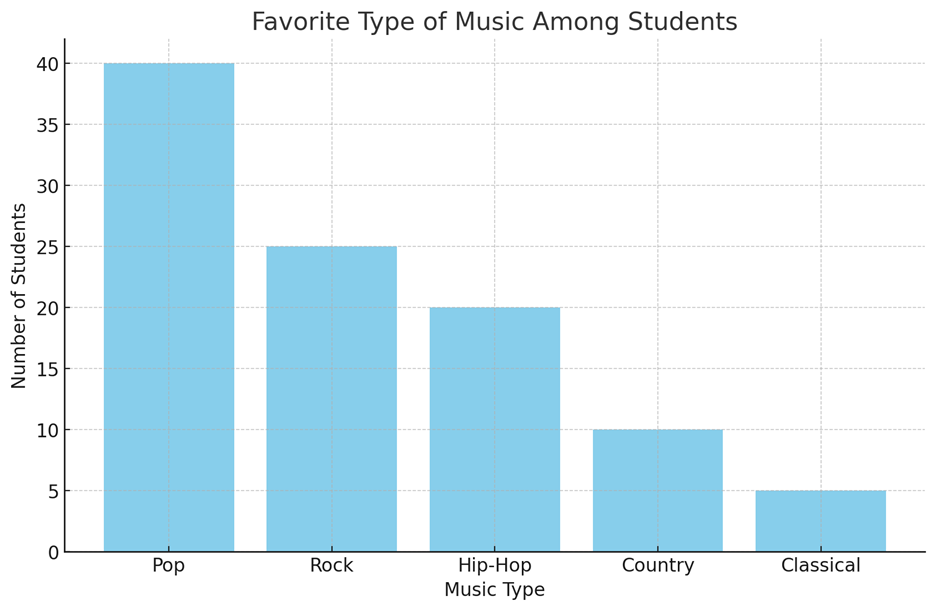 Favorite Type of Music Among Students
Number of Students
40
35
30
25
20
15
10
5
0
Pop
Rock
Hip-Hop
Country
Classical
Music Type